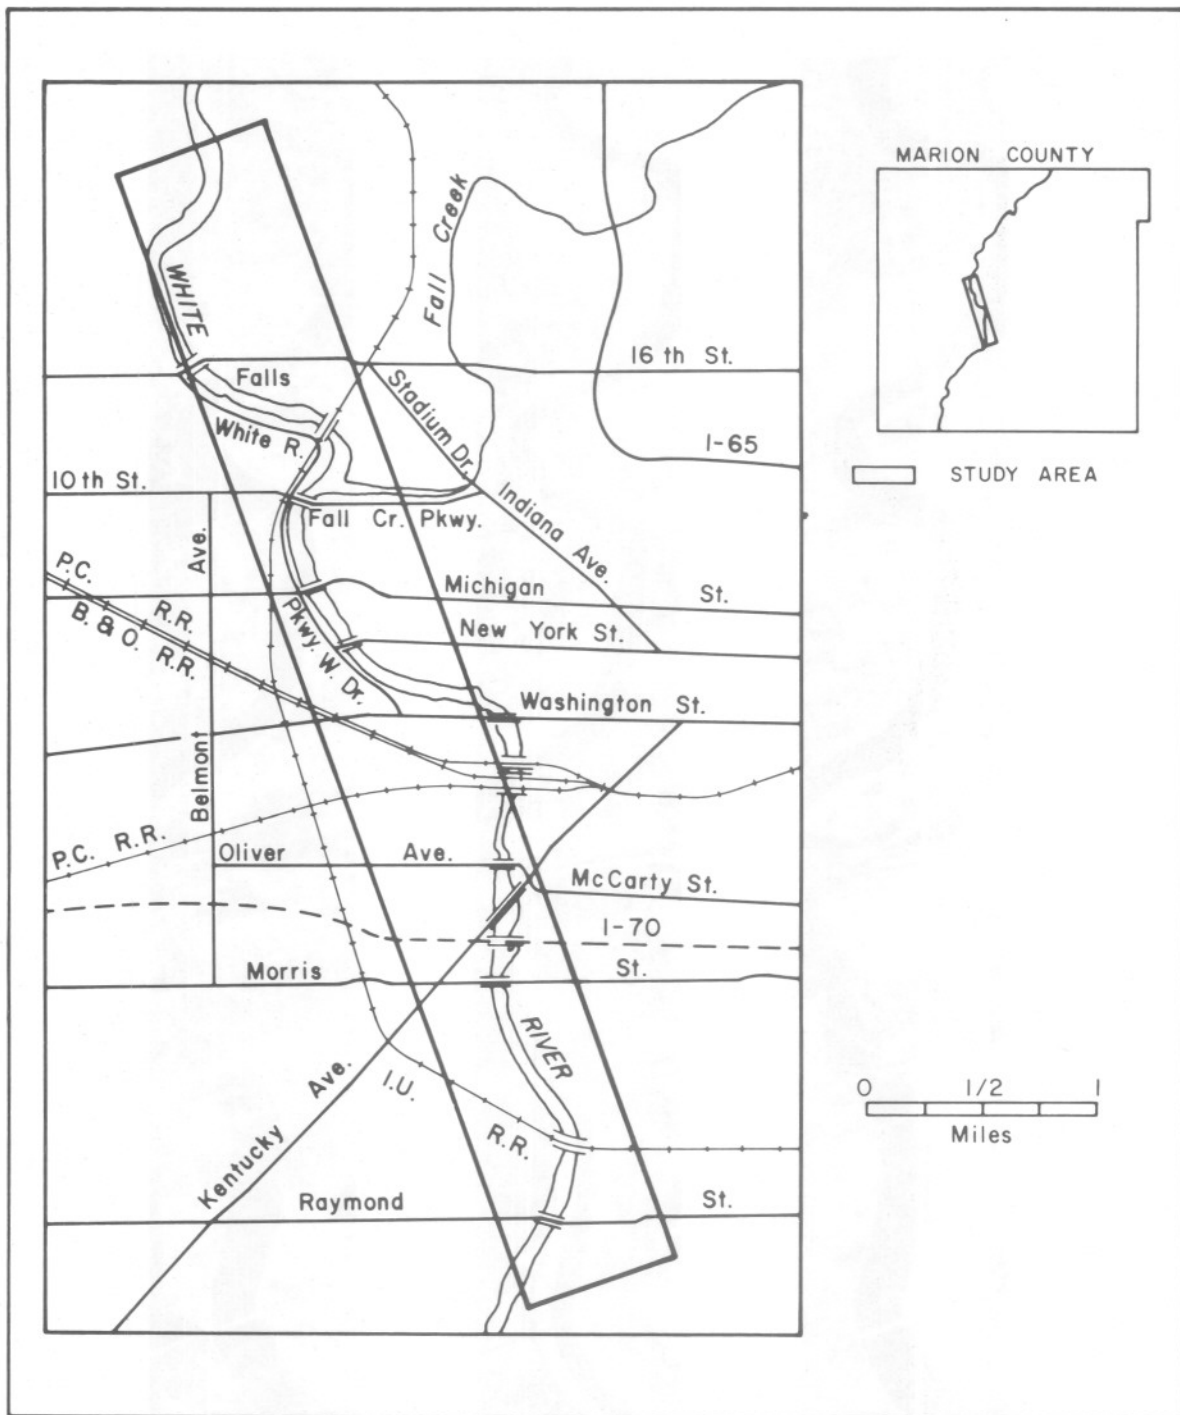 MARION COUNTY
STUDY AREA
Fall Creek
WHITE
16 th St.
Falls
Stadium Dr.
White R.
I-65
10 th St.
Indiana Ave.
Fall Cr. Pkwy.
Ave.
P.C. R.R.
Michigan St.
B. & O. R.R.
New York St.
Pkwy. W. Dr.
Washington St.
Belmont
P.C. R.R.
Oliver Ave.
McCarty St.
I-70
Morris St.
RIVER
0 1/2 1
Miles
I.U. R.R.
Kentucky Ave.
Raymond St.